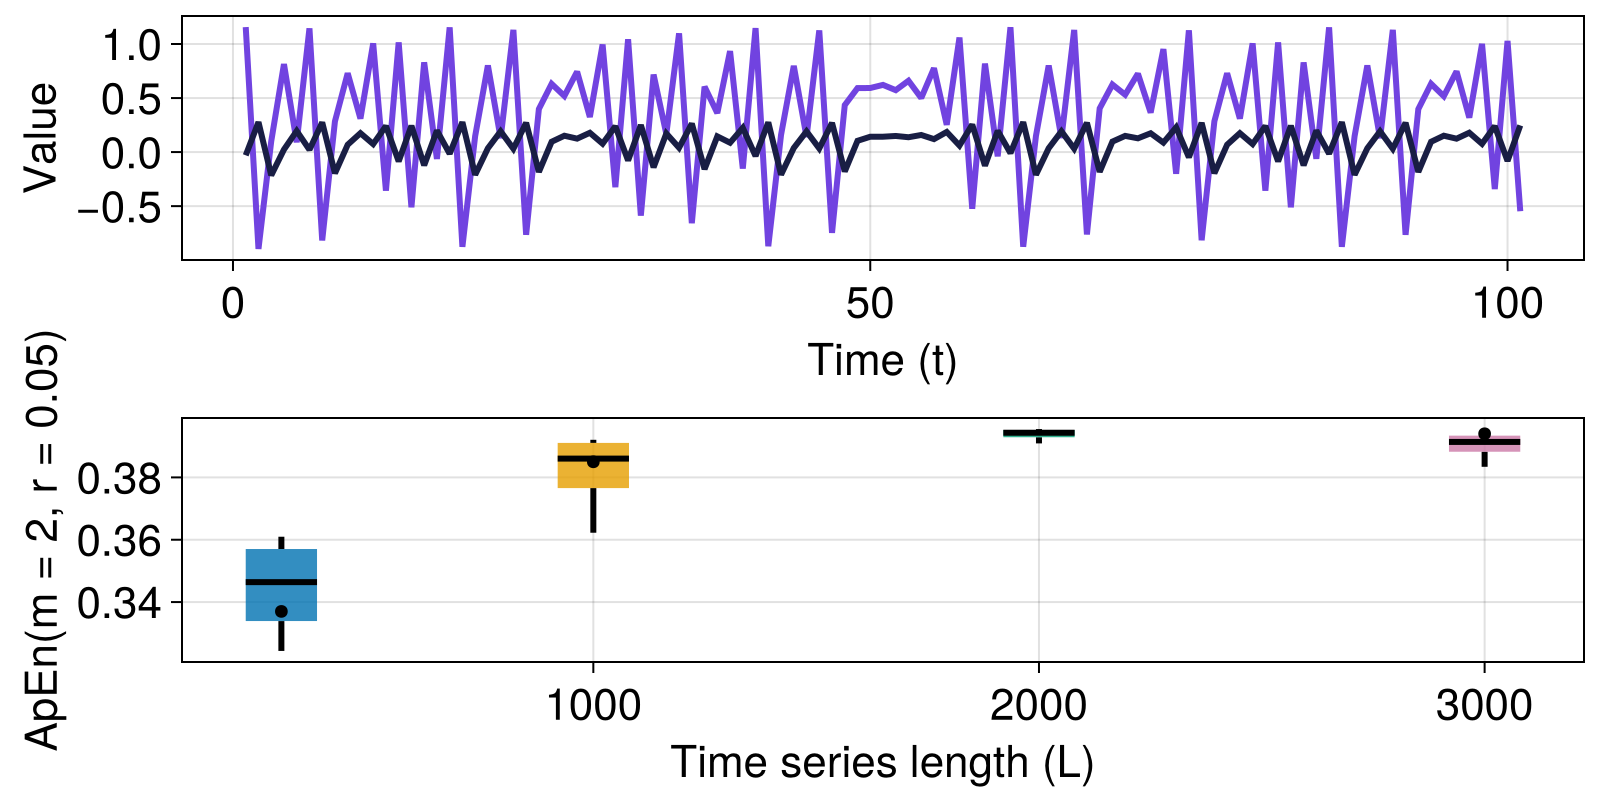 Value
1.0
0.5
0.0
−0.5
0 50 100
Time (t)
ApEn(m = 2, r = 0.05)
0.38
0.36
0.34
1000 2000 3000
Time series length (L)